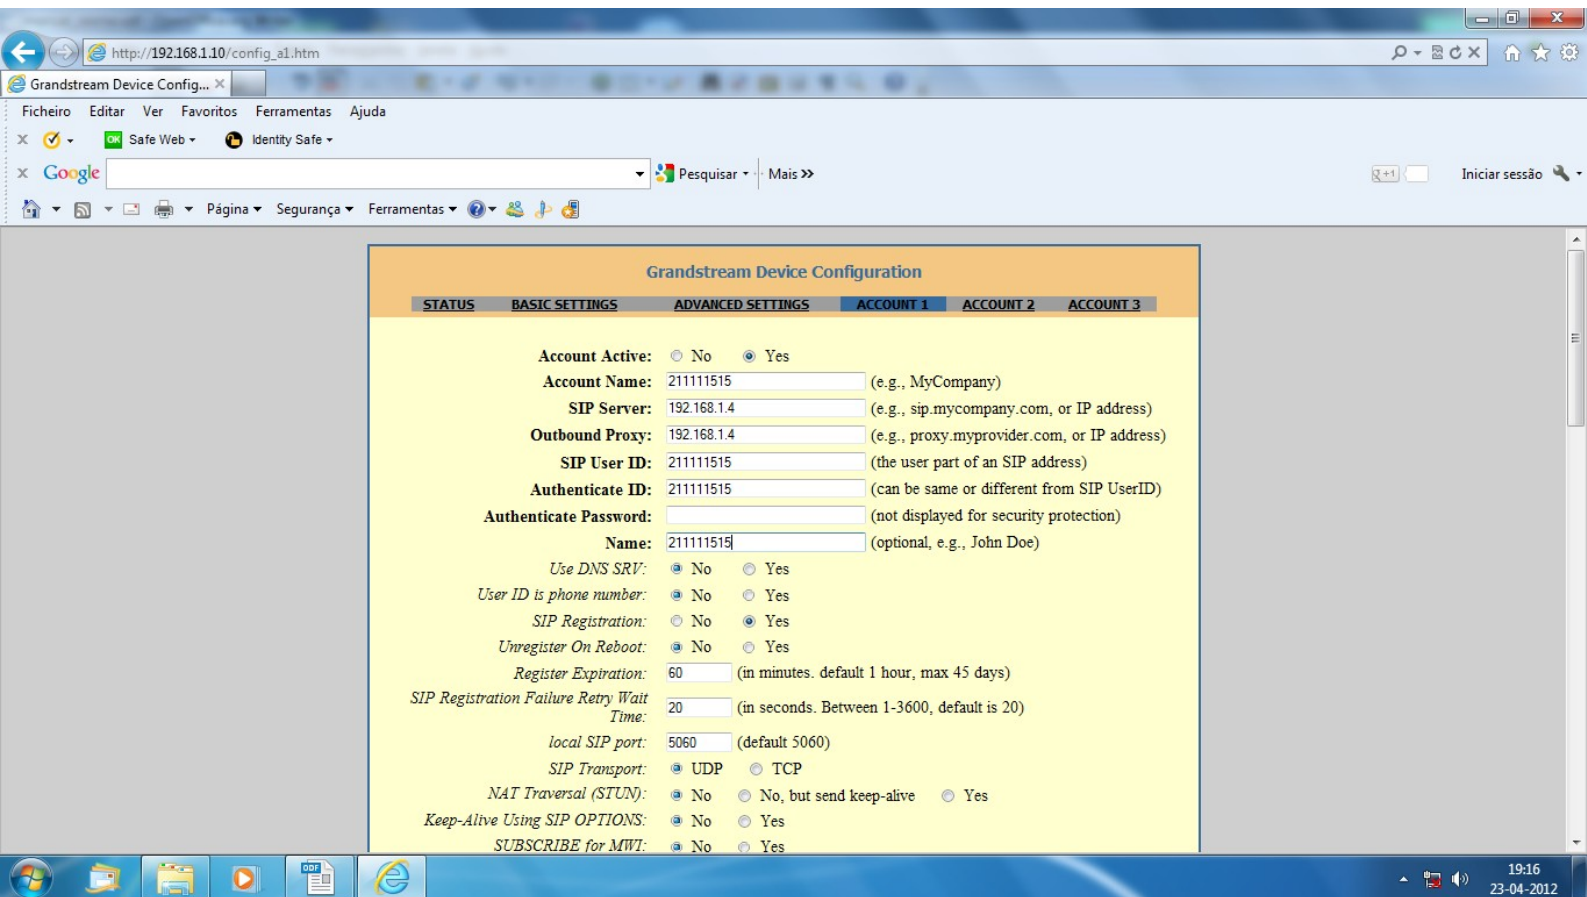 http://192.168.1.10/config_a1.htm
Grandstream Device Config...
Ficheiro Editar Ver Favoritos Ferramentas Ajuda
OK Safe Web Identity Safe
Google Pesquisar Mais >> +1 Iniciar sessão
Página Segurança Ferramentas
Grandstream Device Configuration
STATUS BASIC SETTINGS ADVANCED SETTINGS ACCOUNT 1 ACCOUNT 2 ACCOUNT 3
Account Active: No Yes
Account Name: 211111515 (e.g., MyCompany)
SIP Server: 192.168.1.4 (e.g., sip.mycompany.com, or IP address)
Outbound Proxy: 192.168.1.4 (e.g., proxy.myprovider.com, or IP address)
SIP User ID: 211111515 (the user part of an SIP address)
Authenticate ID: 211111515 (can be same or different from SIP UserID)
Authenticate Password: (not displayed for security protection)
Name: 211111515 (optional, e.g., John Doe)
Use DNS SRV: No Yes
User ID is phone number: No Yes
SIP Registration: No Yes
Unregister On Reboot: No Yes
Register Expiration: 60 (in minutes. default 1 hour, max 45 days)
SIP Registration Failure Retry Wait
Time: 20 (in seconds. Between 1-3600, default is 20)
local SIP port: 5060 (default 5060)
SIP Transport: UDP TCP
NAT Traversal (STUN): No No, but send keep-alive Yes
Keep-Alive Using SIP OPTIONS: No Yes
SUBSCRIBE for MWI: No Yes
ODF
19:16
23-04-2012